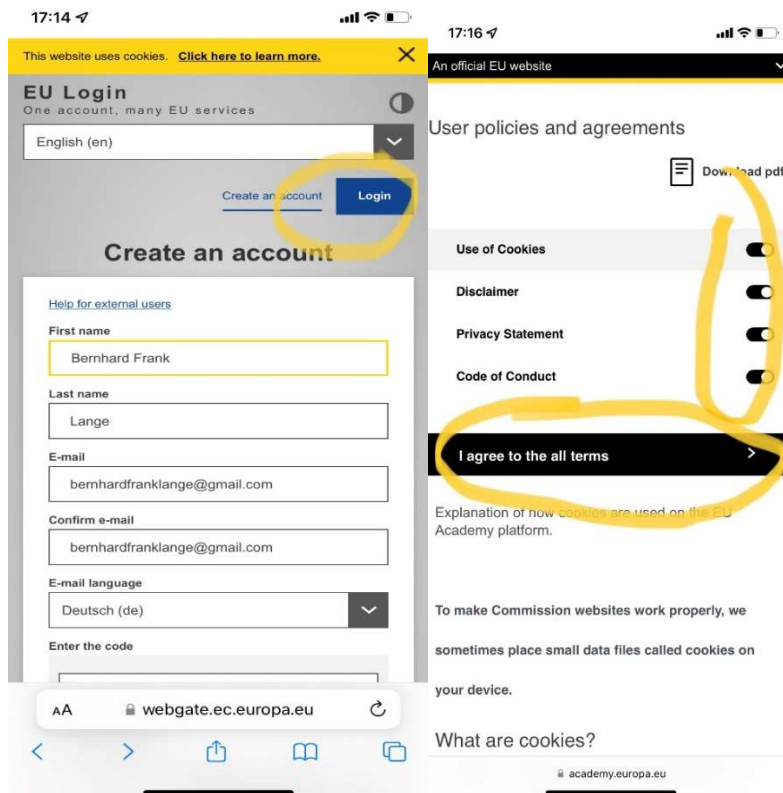 17:14
This website uses cookies. Click here to learn more.
EU Login
One account, many EU services
English (en)
Create an account
Login
Create an account
Help for external users
First name
Bernhard Frank
Last name
Lange
E-mail
bernhardfranklange@gmail.com
Confirm e-mail
bernhardfranklange@gmail.com
E-mail language
Deutsch (de)
Enter the code
AA
webgate.ec.europa.eu
17:16
An official EU website
User policies and agreements
Download pdf
Use of Cookies
Disclaimer
Privacy Statement
Code of Conduct
I agree to the all terms
Explanation of how cookies are used on the EU
Academy platform.
To make Commission websites work properly, we
sometimes place small data files called cookies on
your device.
What are cookies?
academy.europa.eu